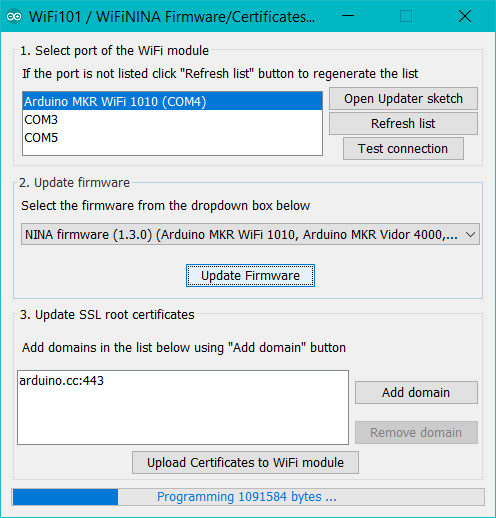 WiFi101 / WiFiNINA Firmware/Certificates...
1. Select port of the WiFi module
If the port is not listed click "Refresh list" button to regenerate the list
Arduino MKR WiFi 1010 (COM4)
COM3
COM5
Open Updater sketch
Refresh list
Test connection
2. Update firmware
Select the firmware from the dropdown box below
NINA firmware (1.3.0) (Arduino MKR WiFi 1010, Arduino MKR Vidor 4000,...
Update Firmware
3. Update SSL root certificates
Add domains in the list below using "Add domain" button
arduino.cc:443
Add domain
Remove domain
Upload Certificates to WiFi module
Programming 1091584 bytes ...